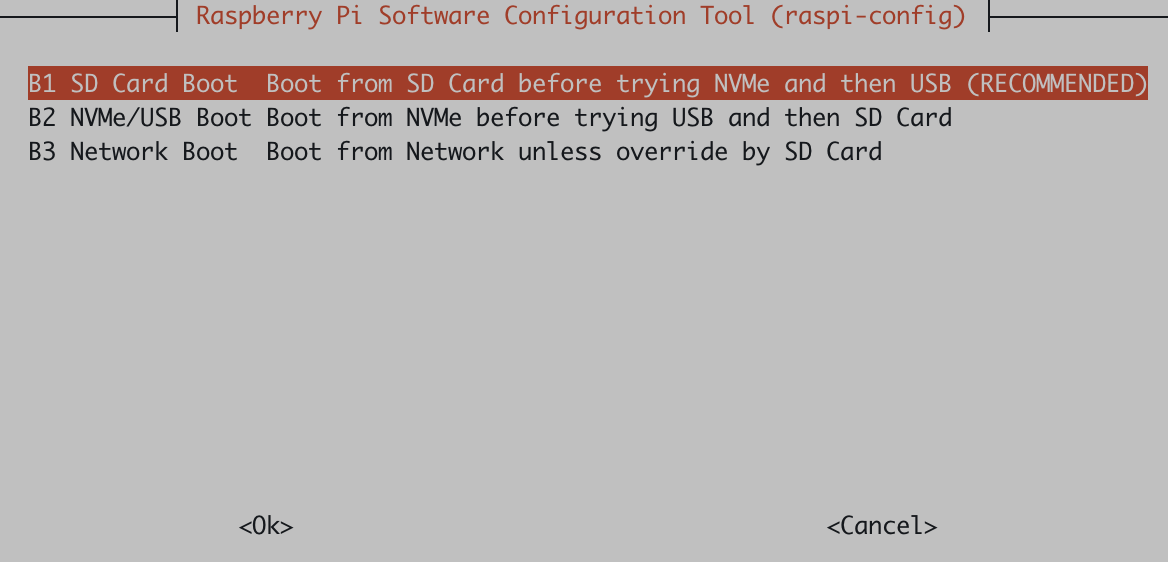 Raspberry Pi Software Configuration Tool (raspi-config)
B1 SD Card Boot  Boot from SD Card before trying NVMe and then USB (RECOMMENDED)
B2 NVMe/USB Boot Boot from NVMe before trying USB and then SD Card
B3 Network Boot  Boot from Network unless override by SD Card
<Ok> <Cancel>